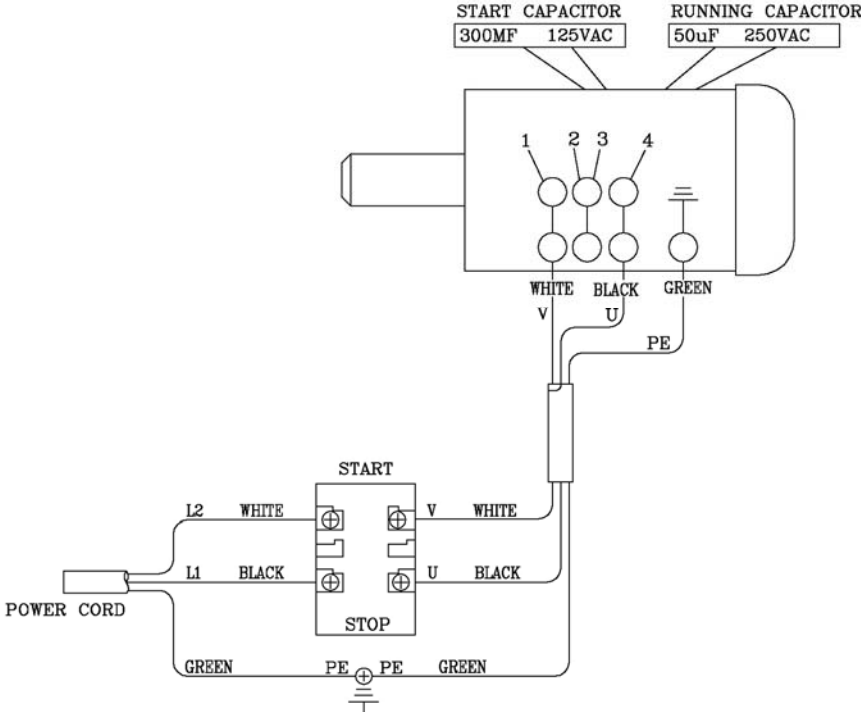 START CAPACITOR
RUNNING CAPACITOR
300MF 125VAC
50uF 250VAC
1 2 3 4
WHITE BLACK GREEN
V U
PE
START
L2 WHITE
V WHITE
L1 BLACK
U BLACK
POWER CORD
STOP
GREEN PE PE GREEN